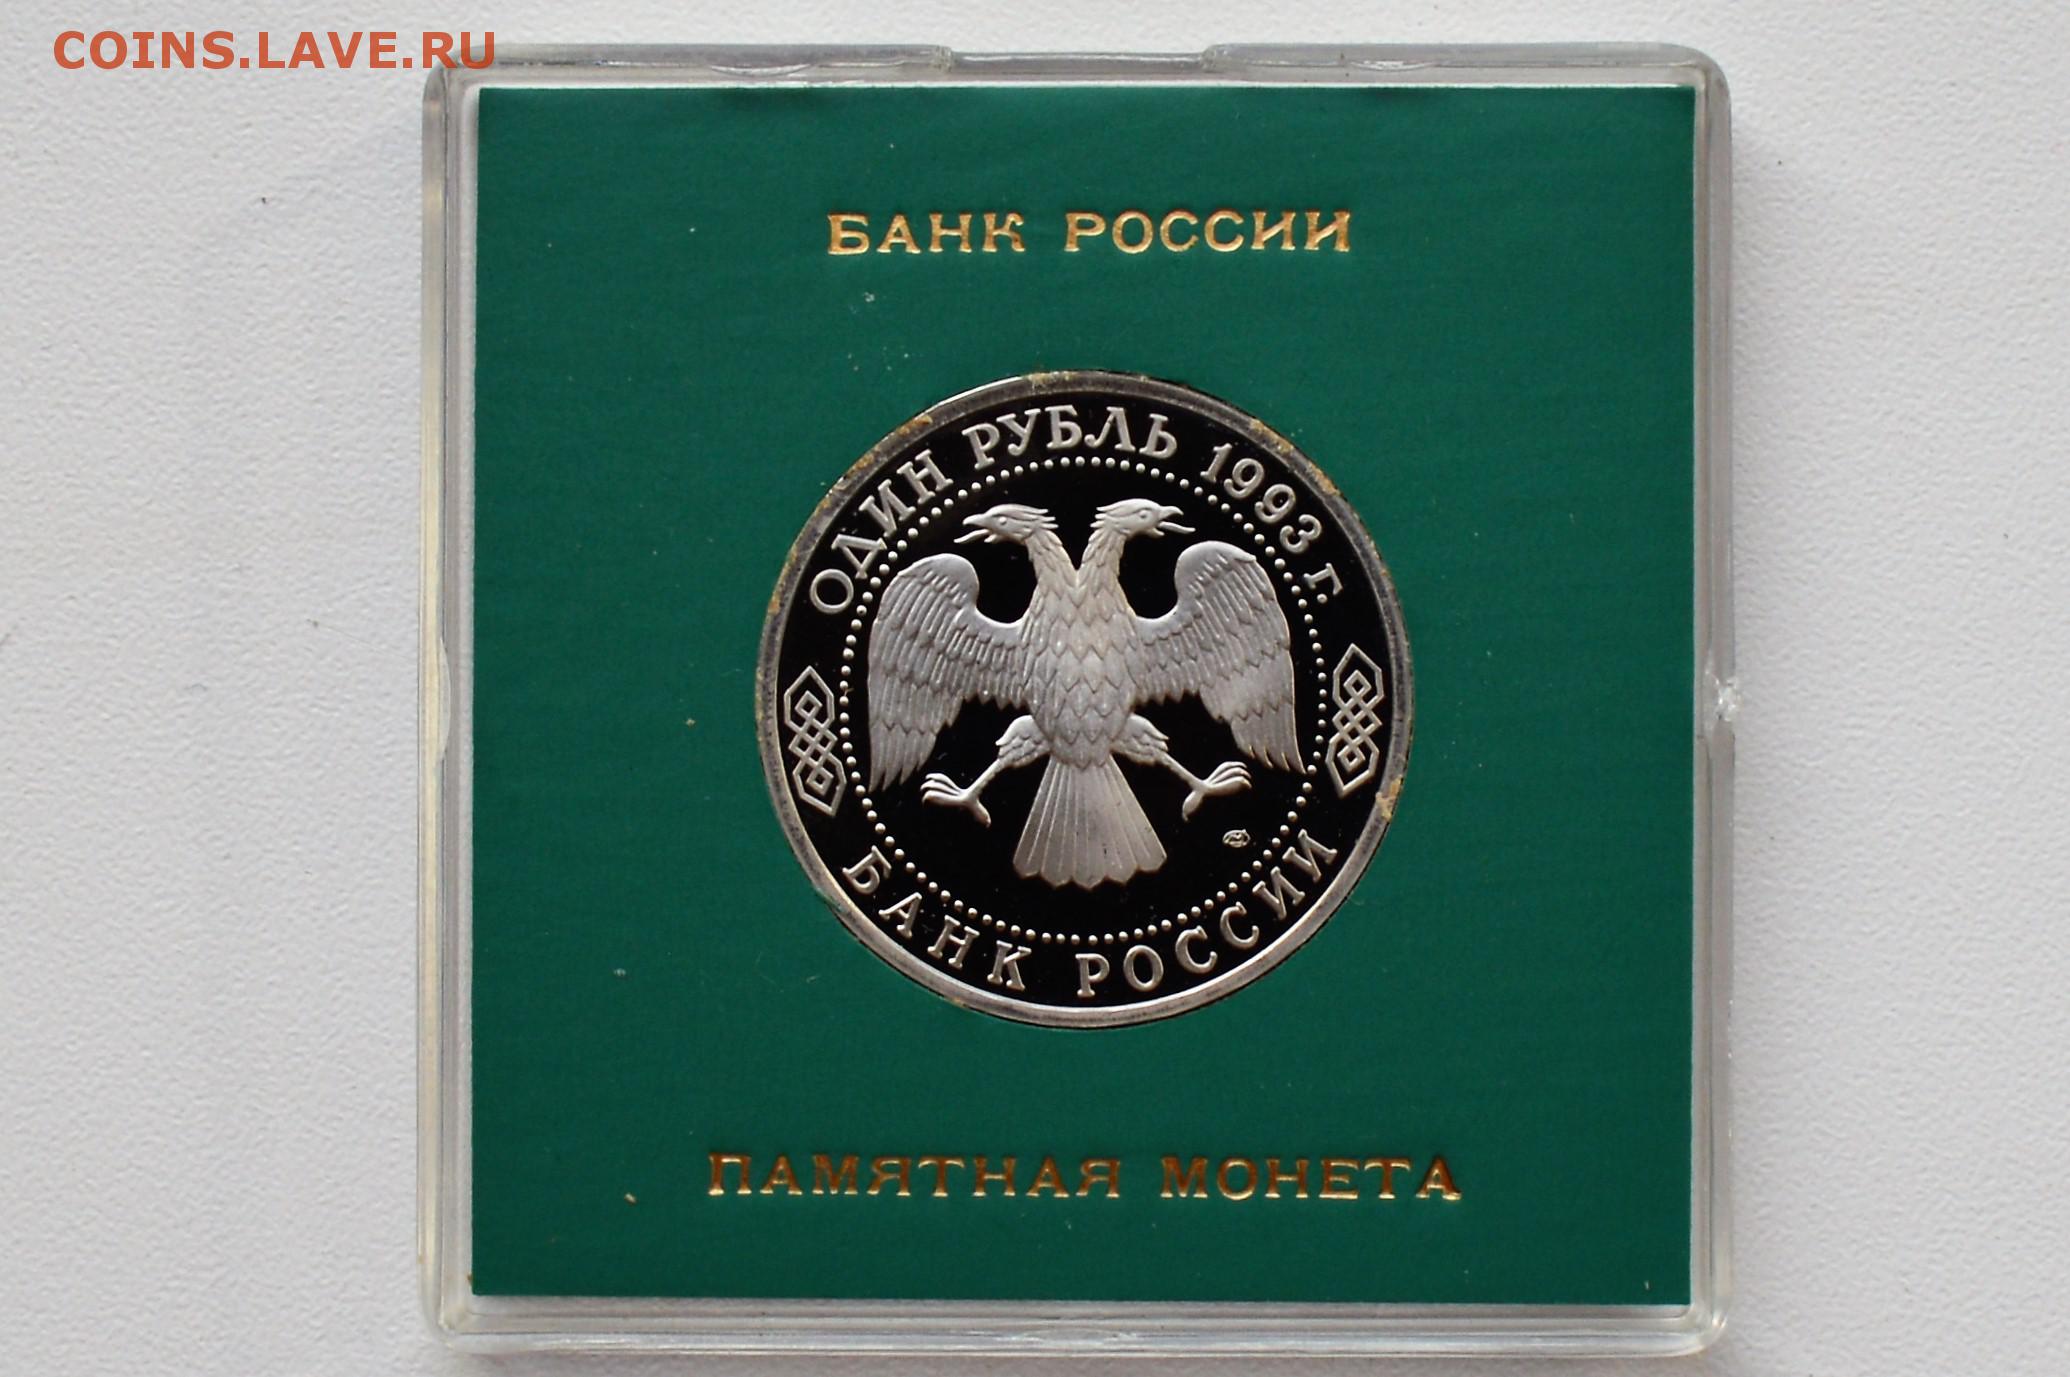 COINS.LAVE.RU
БАНК РОССИИ
ОДИН РУБЛЬ 1993 г.
БАНК РОССИИ
ПАМЯТНАЯ МОНЕТА